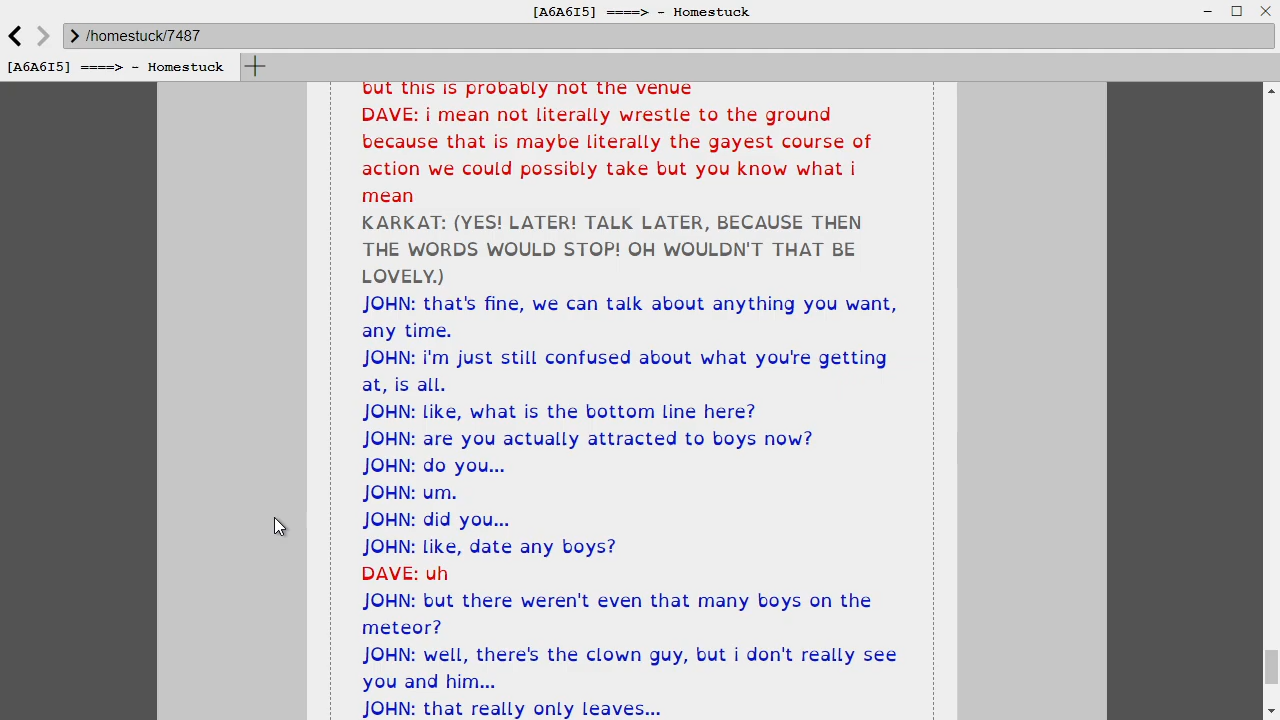 [A6A6I5] ====> - Homestuck
/homestuck/7487
[A6A6I5] ====> - Homestuck
but this is probably not the venue
DAVE: i mean not literally wrestle to the ground
because that is maybe literally the gayest course of
action we could possibly take but you know what i
mean
KARKAT: (YES! LATER! TALK LATER, BECAUSE THEN
THE WORDS WOULD STOP! OH WOULDN'T THAT BE
LOVELY.)
JOHN: that's fine, we can talk about anything you want,
any time.
JOHN: i'm just still confused about what you're getting
at, is all.
JOHN: like, what is the bottom line here?
JOHN: are you actually attracted to boys now?
JOHN: do you...
JOHN: um.
JOHN: did you...
JOHN: like, date any boys?
DAVE: uh
JOHN: but there weren't even that many boys on the
meteor?
JOHN: well, there's the clown guy, but i don't really see
you and him...
JOHN: that really only leaves...